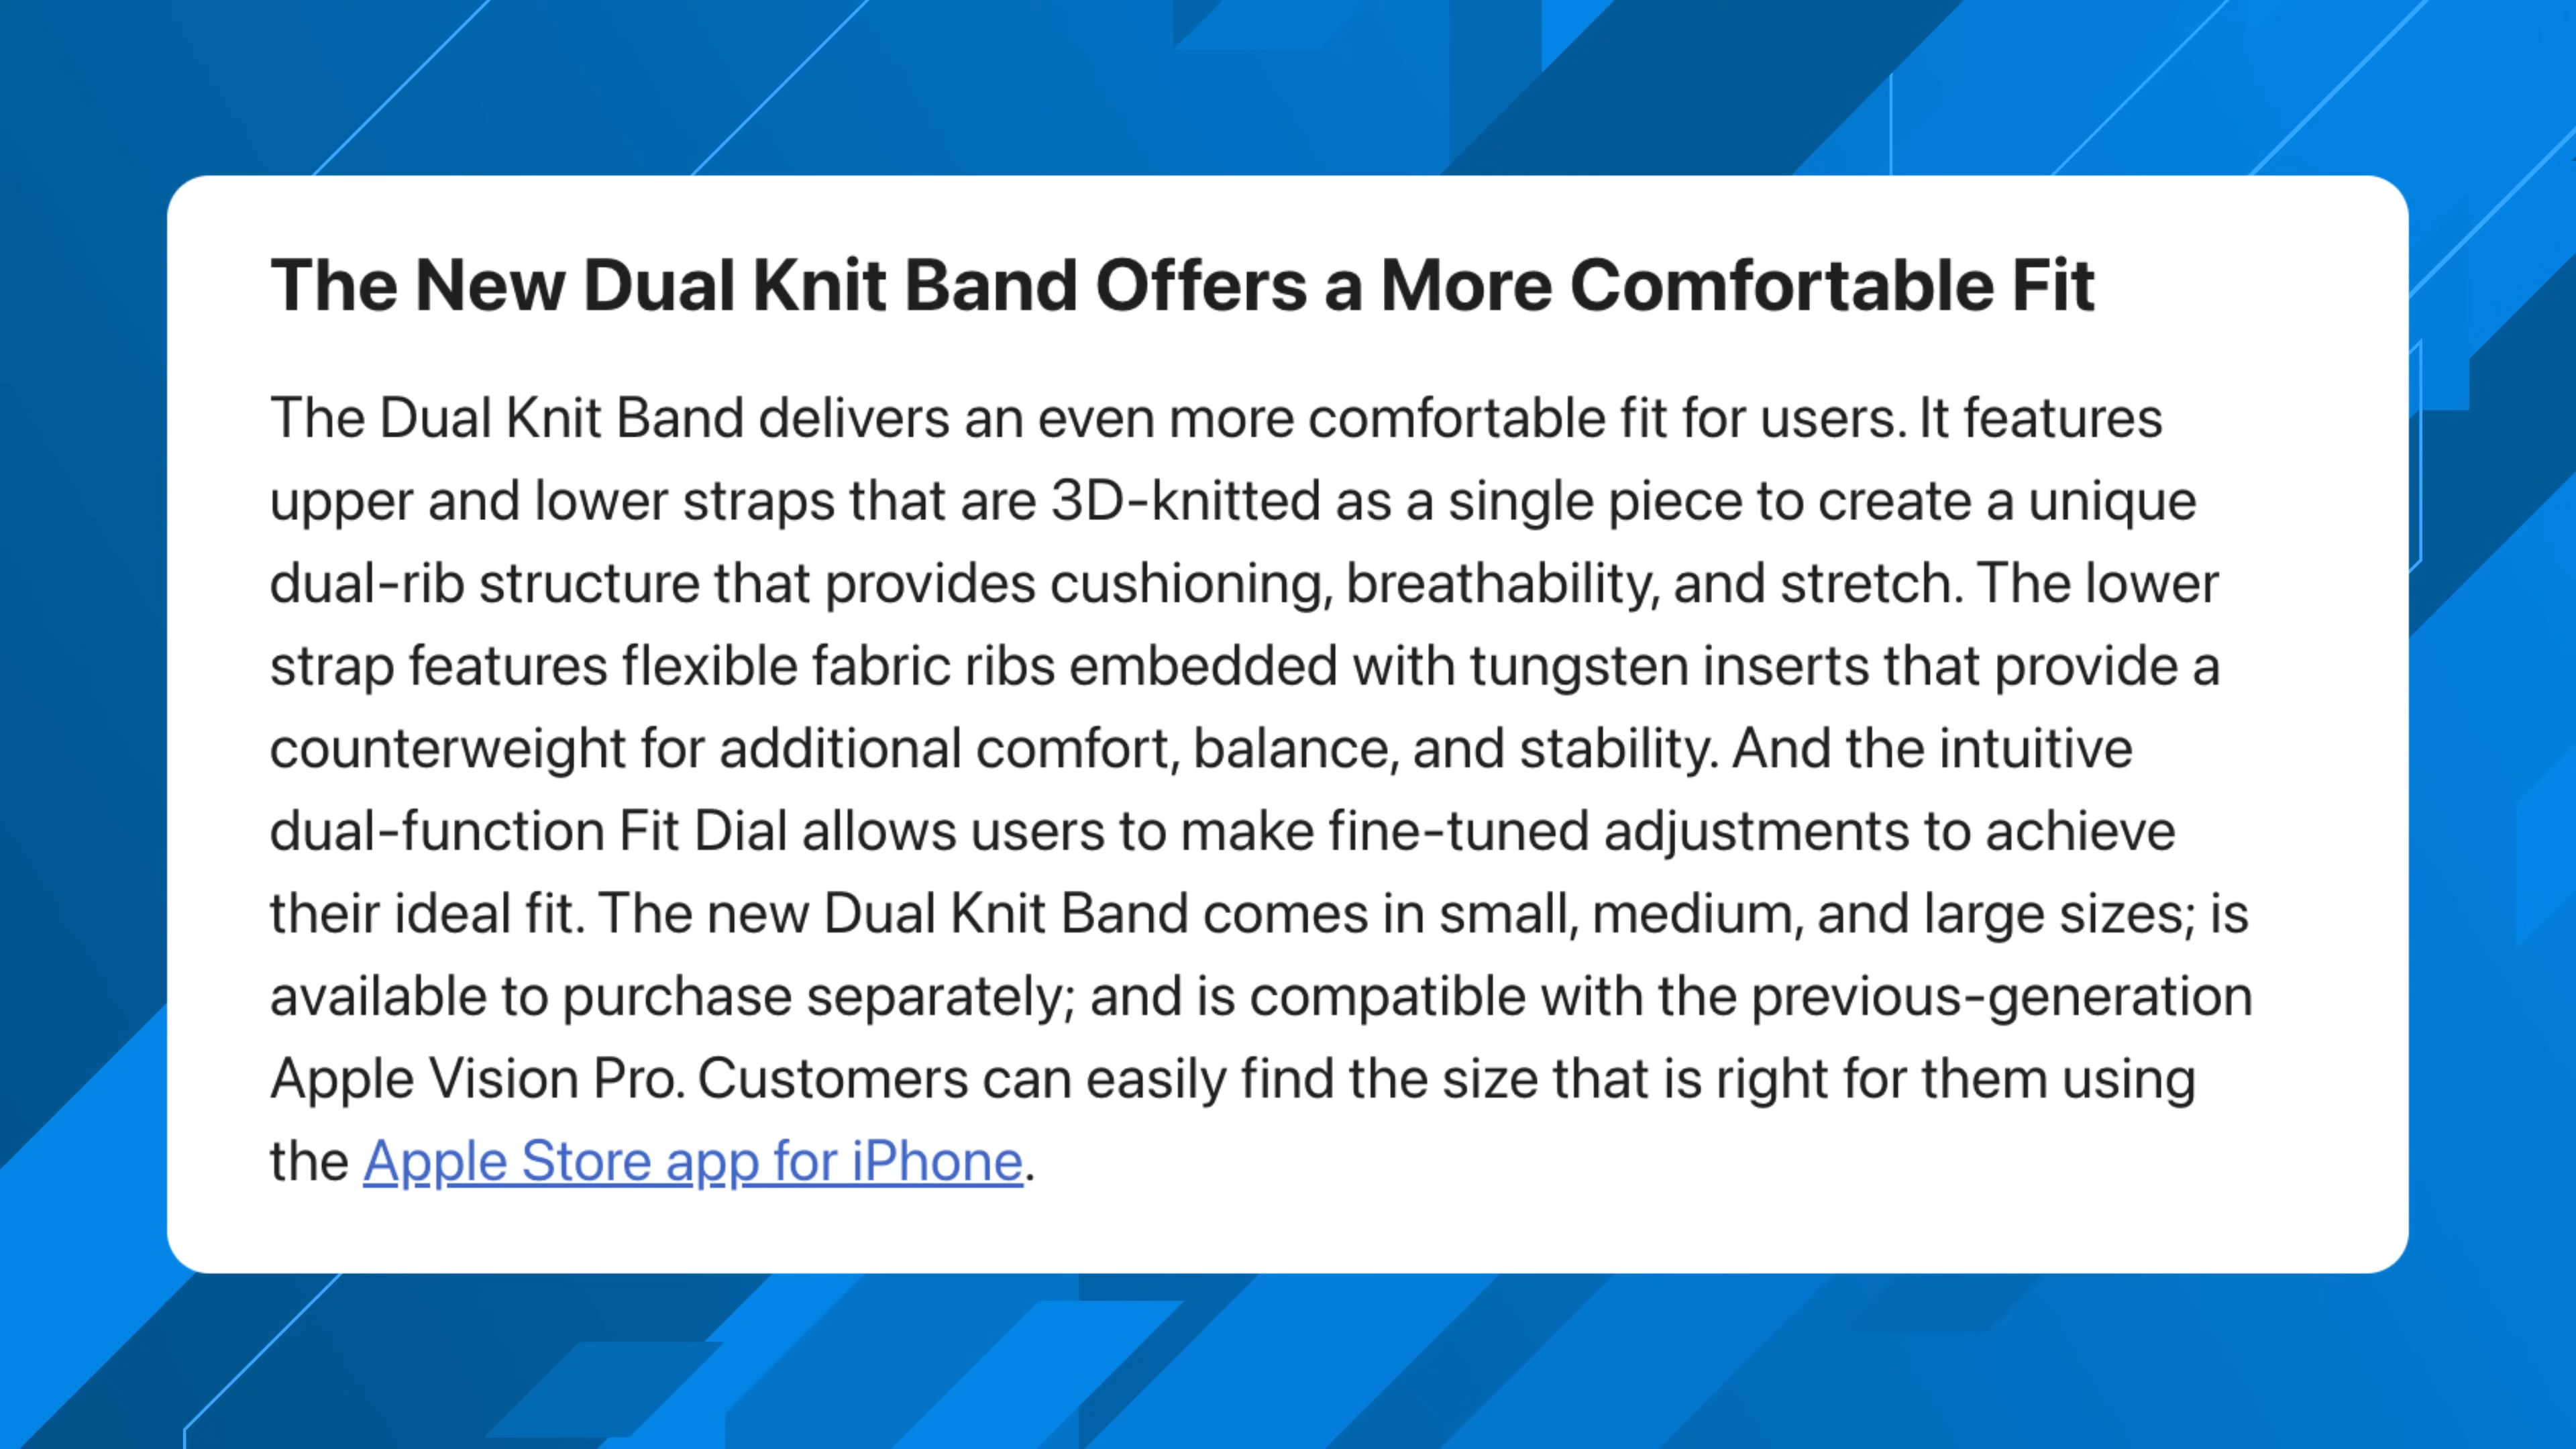 The New Dual Knit Band Offers a More Comfortable Fit
The Dual Knit Band delivers an even more comfortable fit for users. It features
upper and lower straps that are 3D-knitted as a single piece to create a unique
dual-rib structure that provides cushioning, breathability, and stretch. The lower
strap features flexible fabric ribs embedded with tungsten inserts that provide a
counterweight for additional comfort, balance, and stability. And the intuitive
dual-function Fit Dial allows users to make fine-tuned adjustments to achieve
their ideal fit. The new Dual Knit Band comes in small, medium, and large sizes; is
available to purchase separately; and is compatible with the previous-generation
Apple Vision Pro. Customers can easily find the size that is right for them using
the Apple Store app for iPhone.